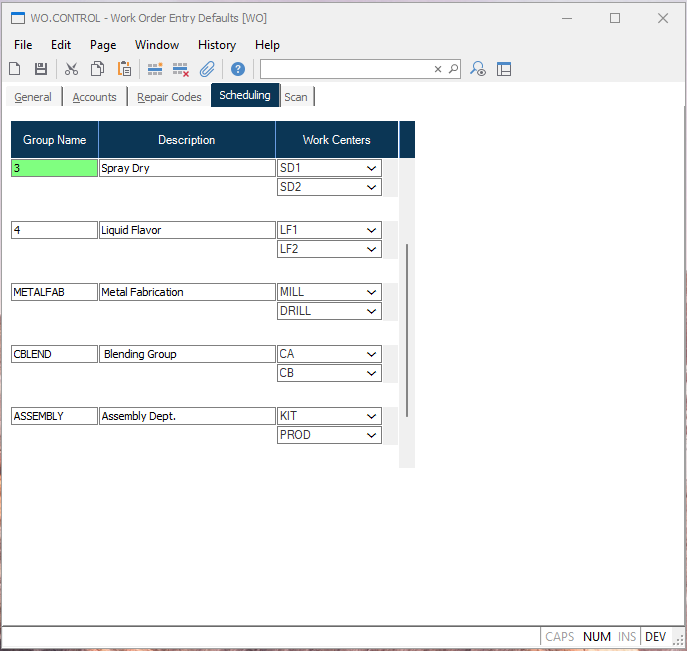 WO.CONTROL - Work Order Entry Defaults [WO]
File Edit Page Window History Help
General Accounts Repair Codes Scheduling Scan
Group Name Description Work Centers
3 Spray Dry SD1
SD2
4 Liquid Flavor LF1
LF2
METALFAB Metal Fabrication MILL
DRILL
CBLEND Blending Group CA
CB
ASSEMBLY Assembly Dept. KIT
PROD
CAPS NUM INS DEV